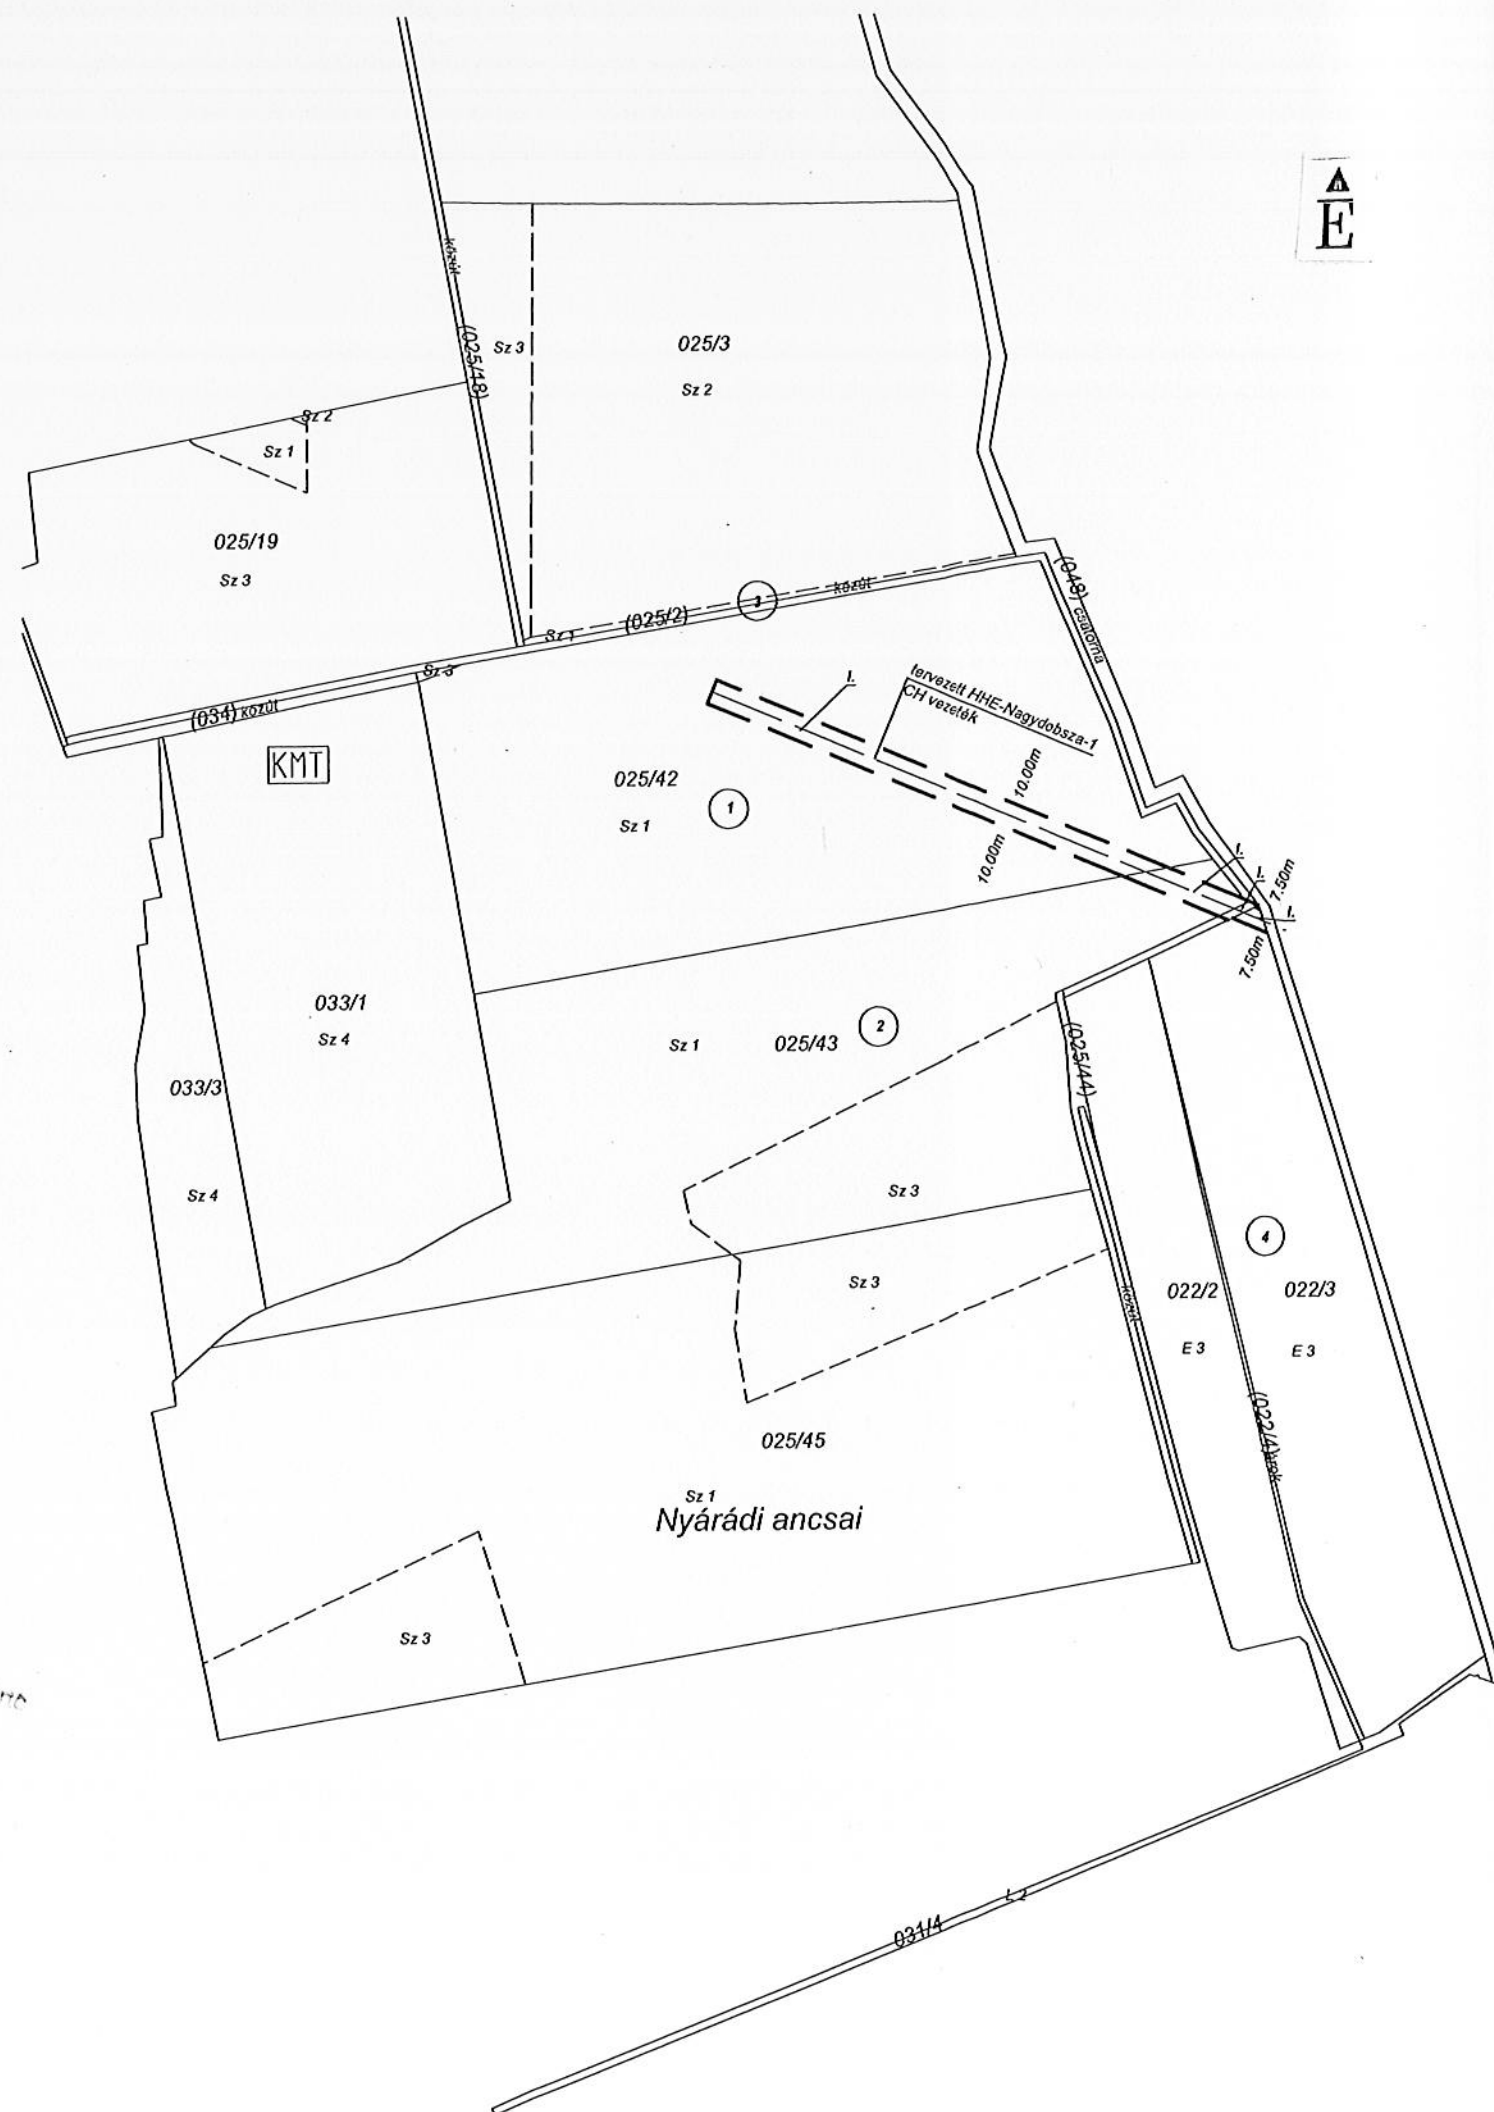 É
közút
(025/18)
Sz 3
025/3
Sz 2
Sz 2
Sz 1
025/19
Sz 3
3
közút
(048) csatorna
(025/2)
Sz 1
Sz 3
(034) közút
I.
tervezett HHE-Nagydobsza-1
CH vezeték
KMT
10.00m
025/42
1
Sz 1
10.00m
I.
I.
7.50m
I.
7.50m
033/1
Sz 4
2
Sz 1
025/43
(025/44)
033/3
Sz 4
Sz 3
4
Sz 3
közút
022/2
022/3
E 3
E 3
(022/4) árok
025/45
Sz 1
Nyárádi ancsai
Sz 3
L 2
031/4